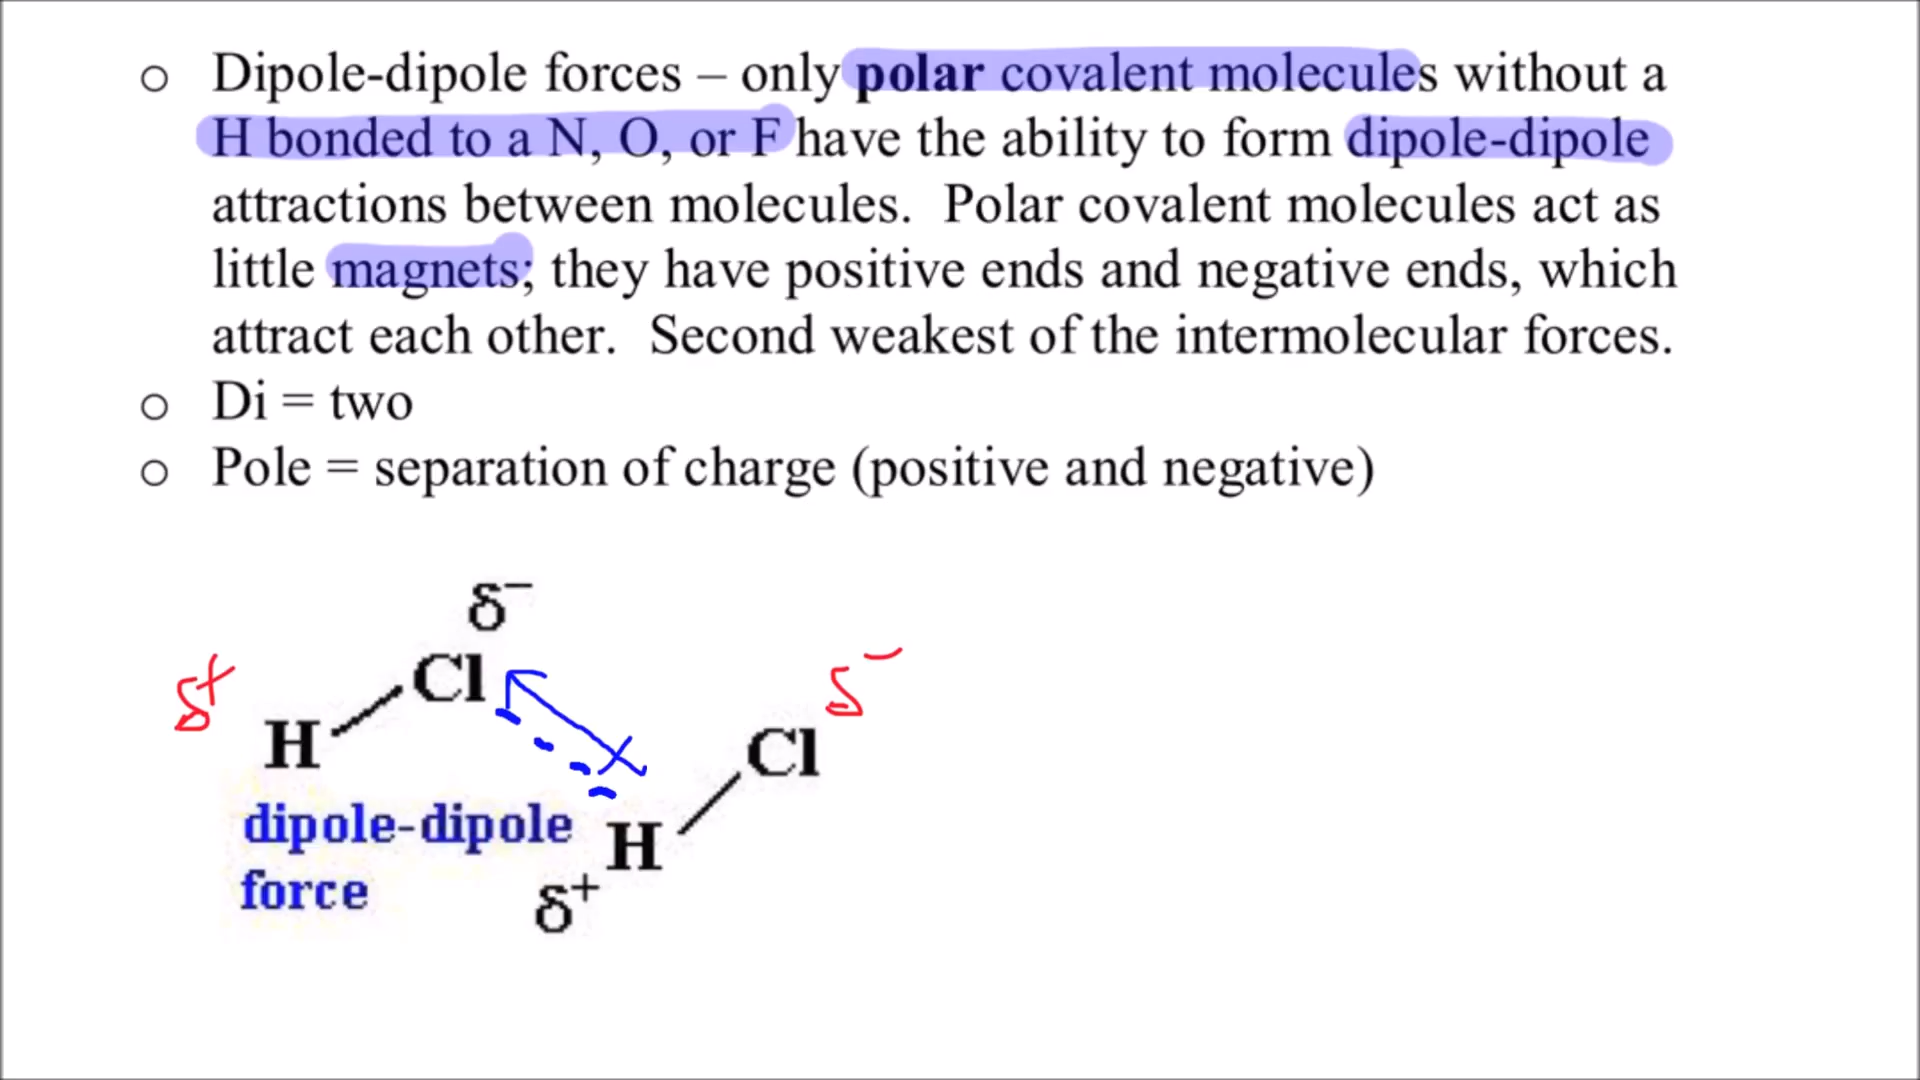 o Dipole-dipole forces – only polar covalent molecules without a
H bonded to a N, O, or F have the ability to form dipole-dipole
attractions between molecules. Polar covalent molecules act as
little magnets; they have positive ends and negative ends, which
attract each other. Second weakest of the intermolecular forces.
o Di = two
o Pole = separation of charge (positive and negative)
δ−
δ+
Cl
δ−
H
Cl
dipole-dipole
H
force
δ+